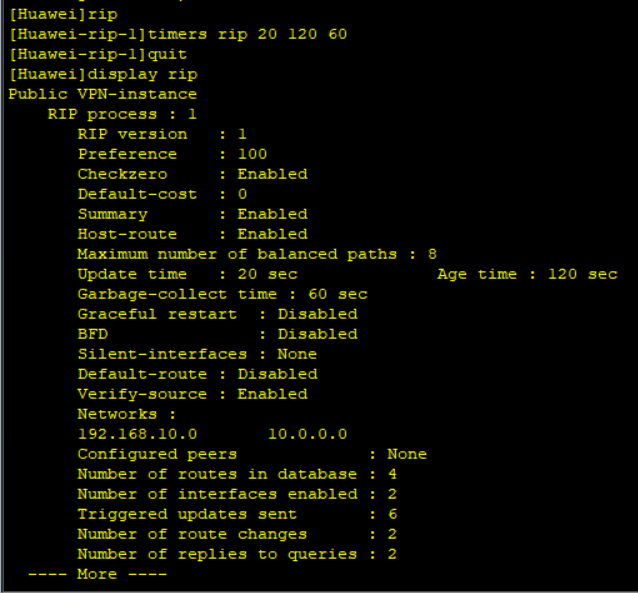 [Huawei]rip
[Huawei-rip-1]timers rip 20 120 60
[Huawei-rip-1]quit
[Huawei]display rip
Public VPN-instance
    RIP process : 1
       RIP version   : 1
       Preference    : 100
       Checkzero     : Enabled
       Default-cost  : 0
       Summary       : Enabled
       Host-route    : Enabled
       Maximum number of balanced paths : 8
       Update time   : 20 sec              Age time : 120 sec
       Garbage-collect time : 60 sec
       Graceful restart  : Disabled
       BFD               : Disabled
       Silent-interfaces : None
       Default-route : Disabled
       Verify-source : Enabled
       Networks :
       192.168.10.0       10.0.0.0
       Configured peers             : None
       Number of routes in database : 4
       Number of interfaces enabled : 2
       Triggered updates sent       : 6
       Number of route changes      : 2
       Number of replies to queries : 2
  ---- More ----